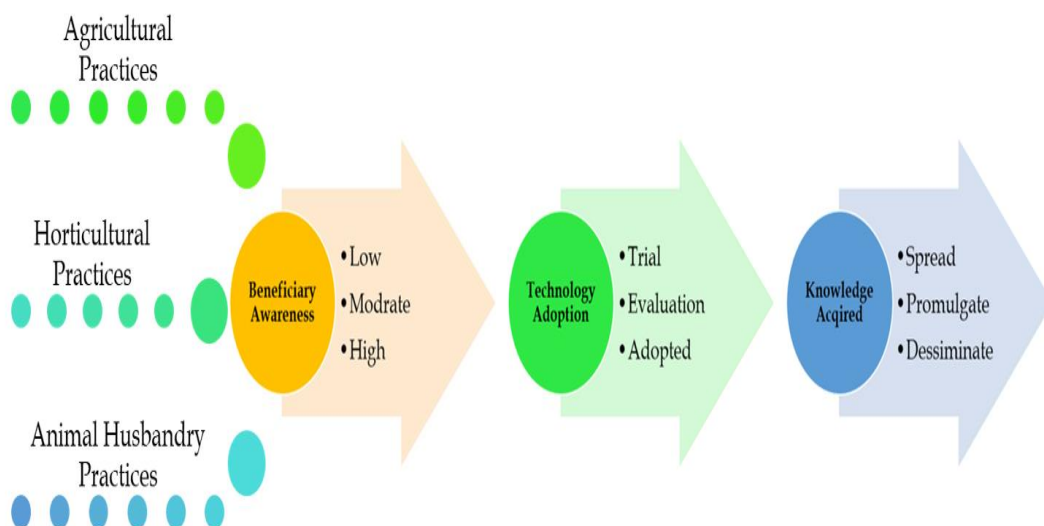 Agricultural
Practices
Horticultural
Practices
Animal Husbandry
Practices
Beneficiary
Awareness
• Low
• Modrate
• High
Technology
Adoption
• Trial
• Evaluation
• Adopted
Knowledge
Acqired
• Spread
• Promulgate
• Dessiminate